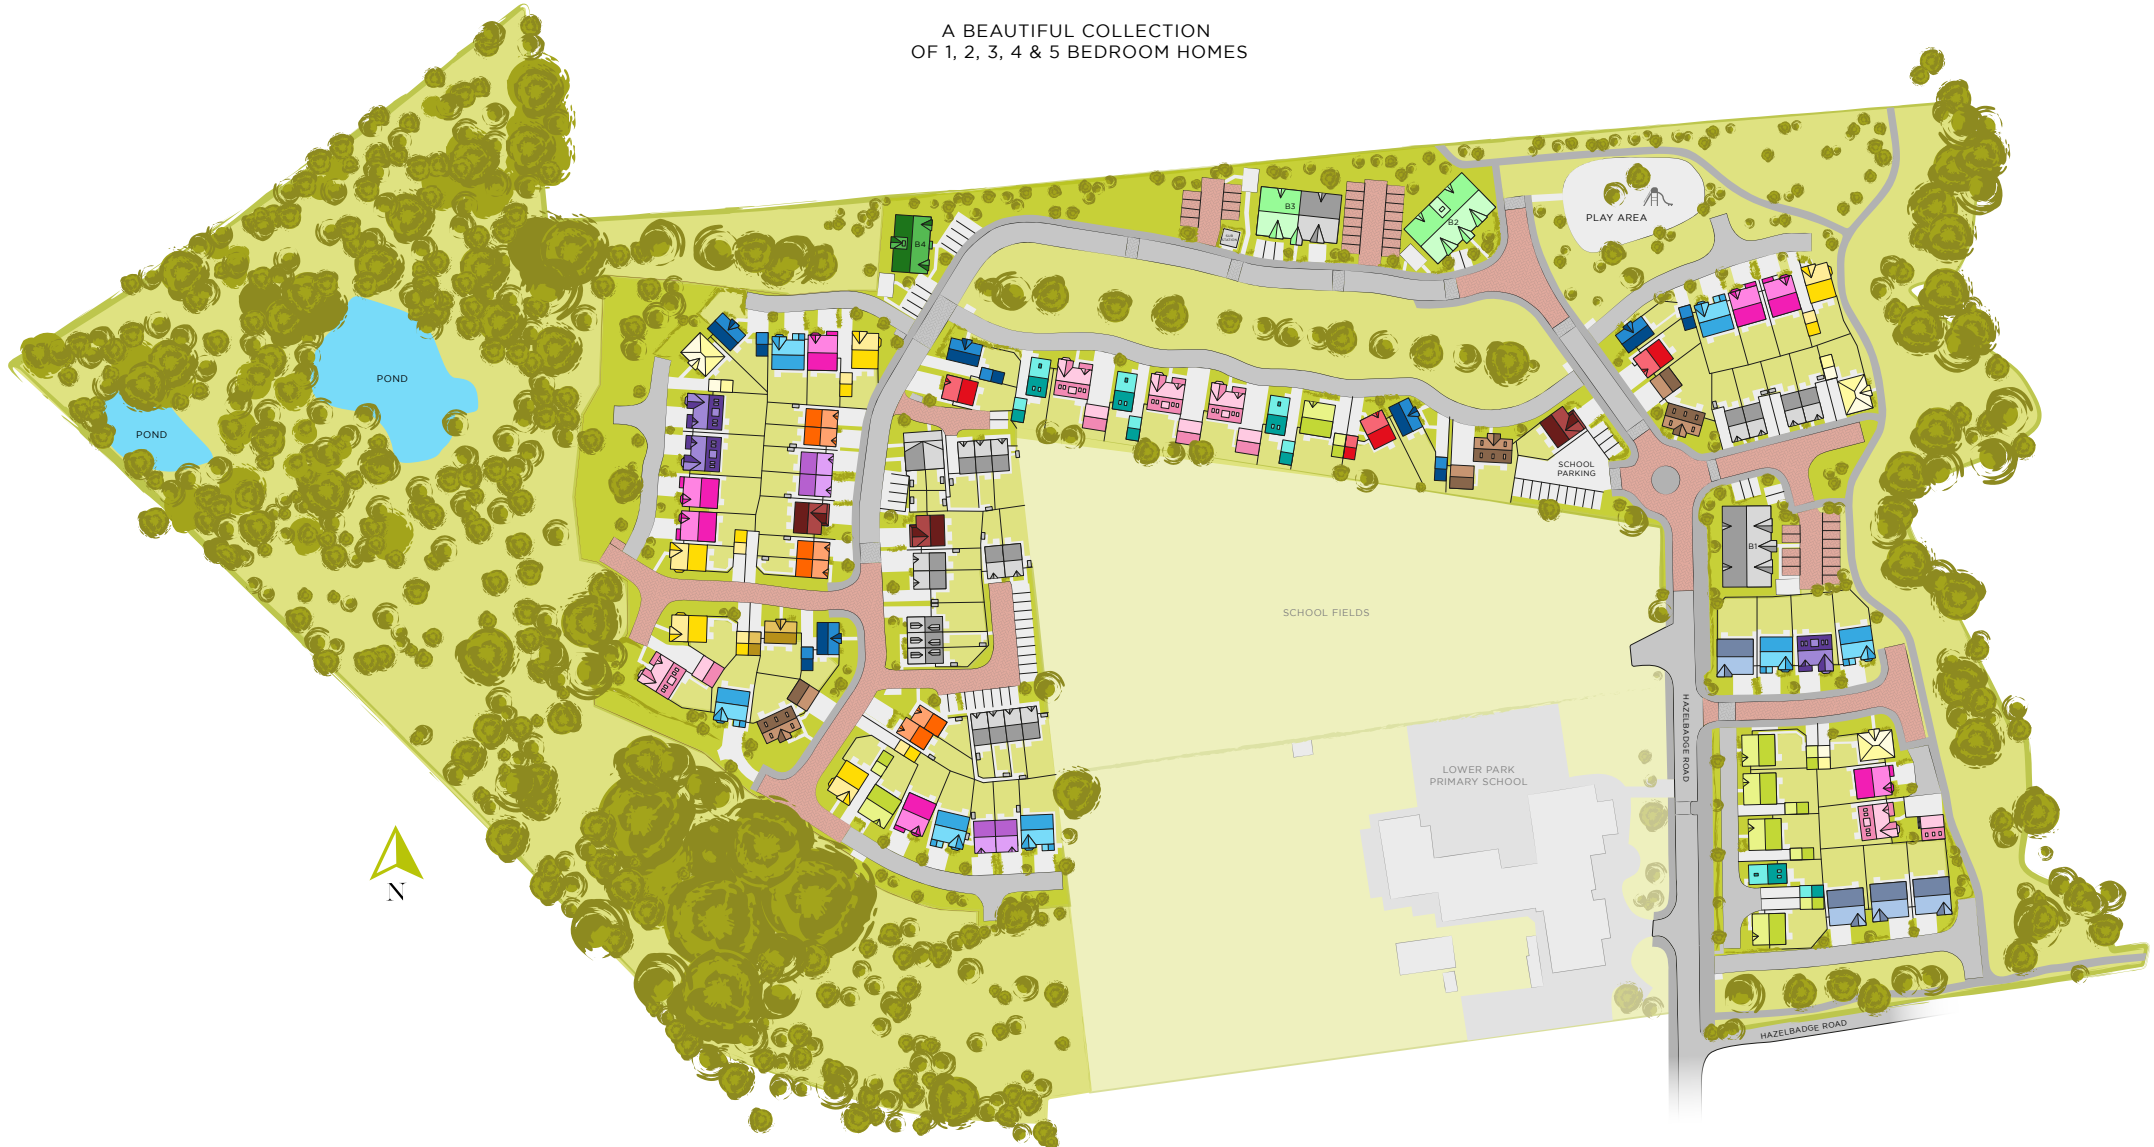 A BEAUTIFUL COLLECTION
OF 1, 2, 3, 4 & 5 BEDROOM HOMES
B3
B2
B4
PLAY AREA
POND
POND
SCHOOL
PARKING
B1
SCHOOL FIELDS
HAZELBADGE ROAD
LOWER PARK
PRIMARY SCHOOL
N
HAZELBADGE ROAD